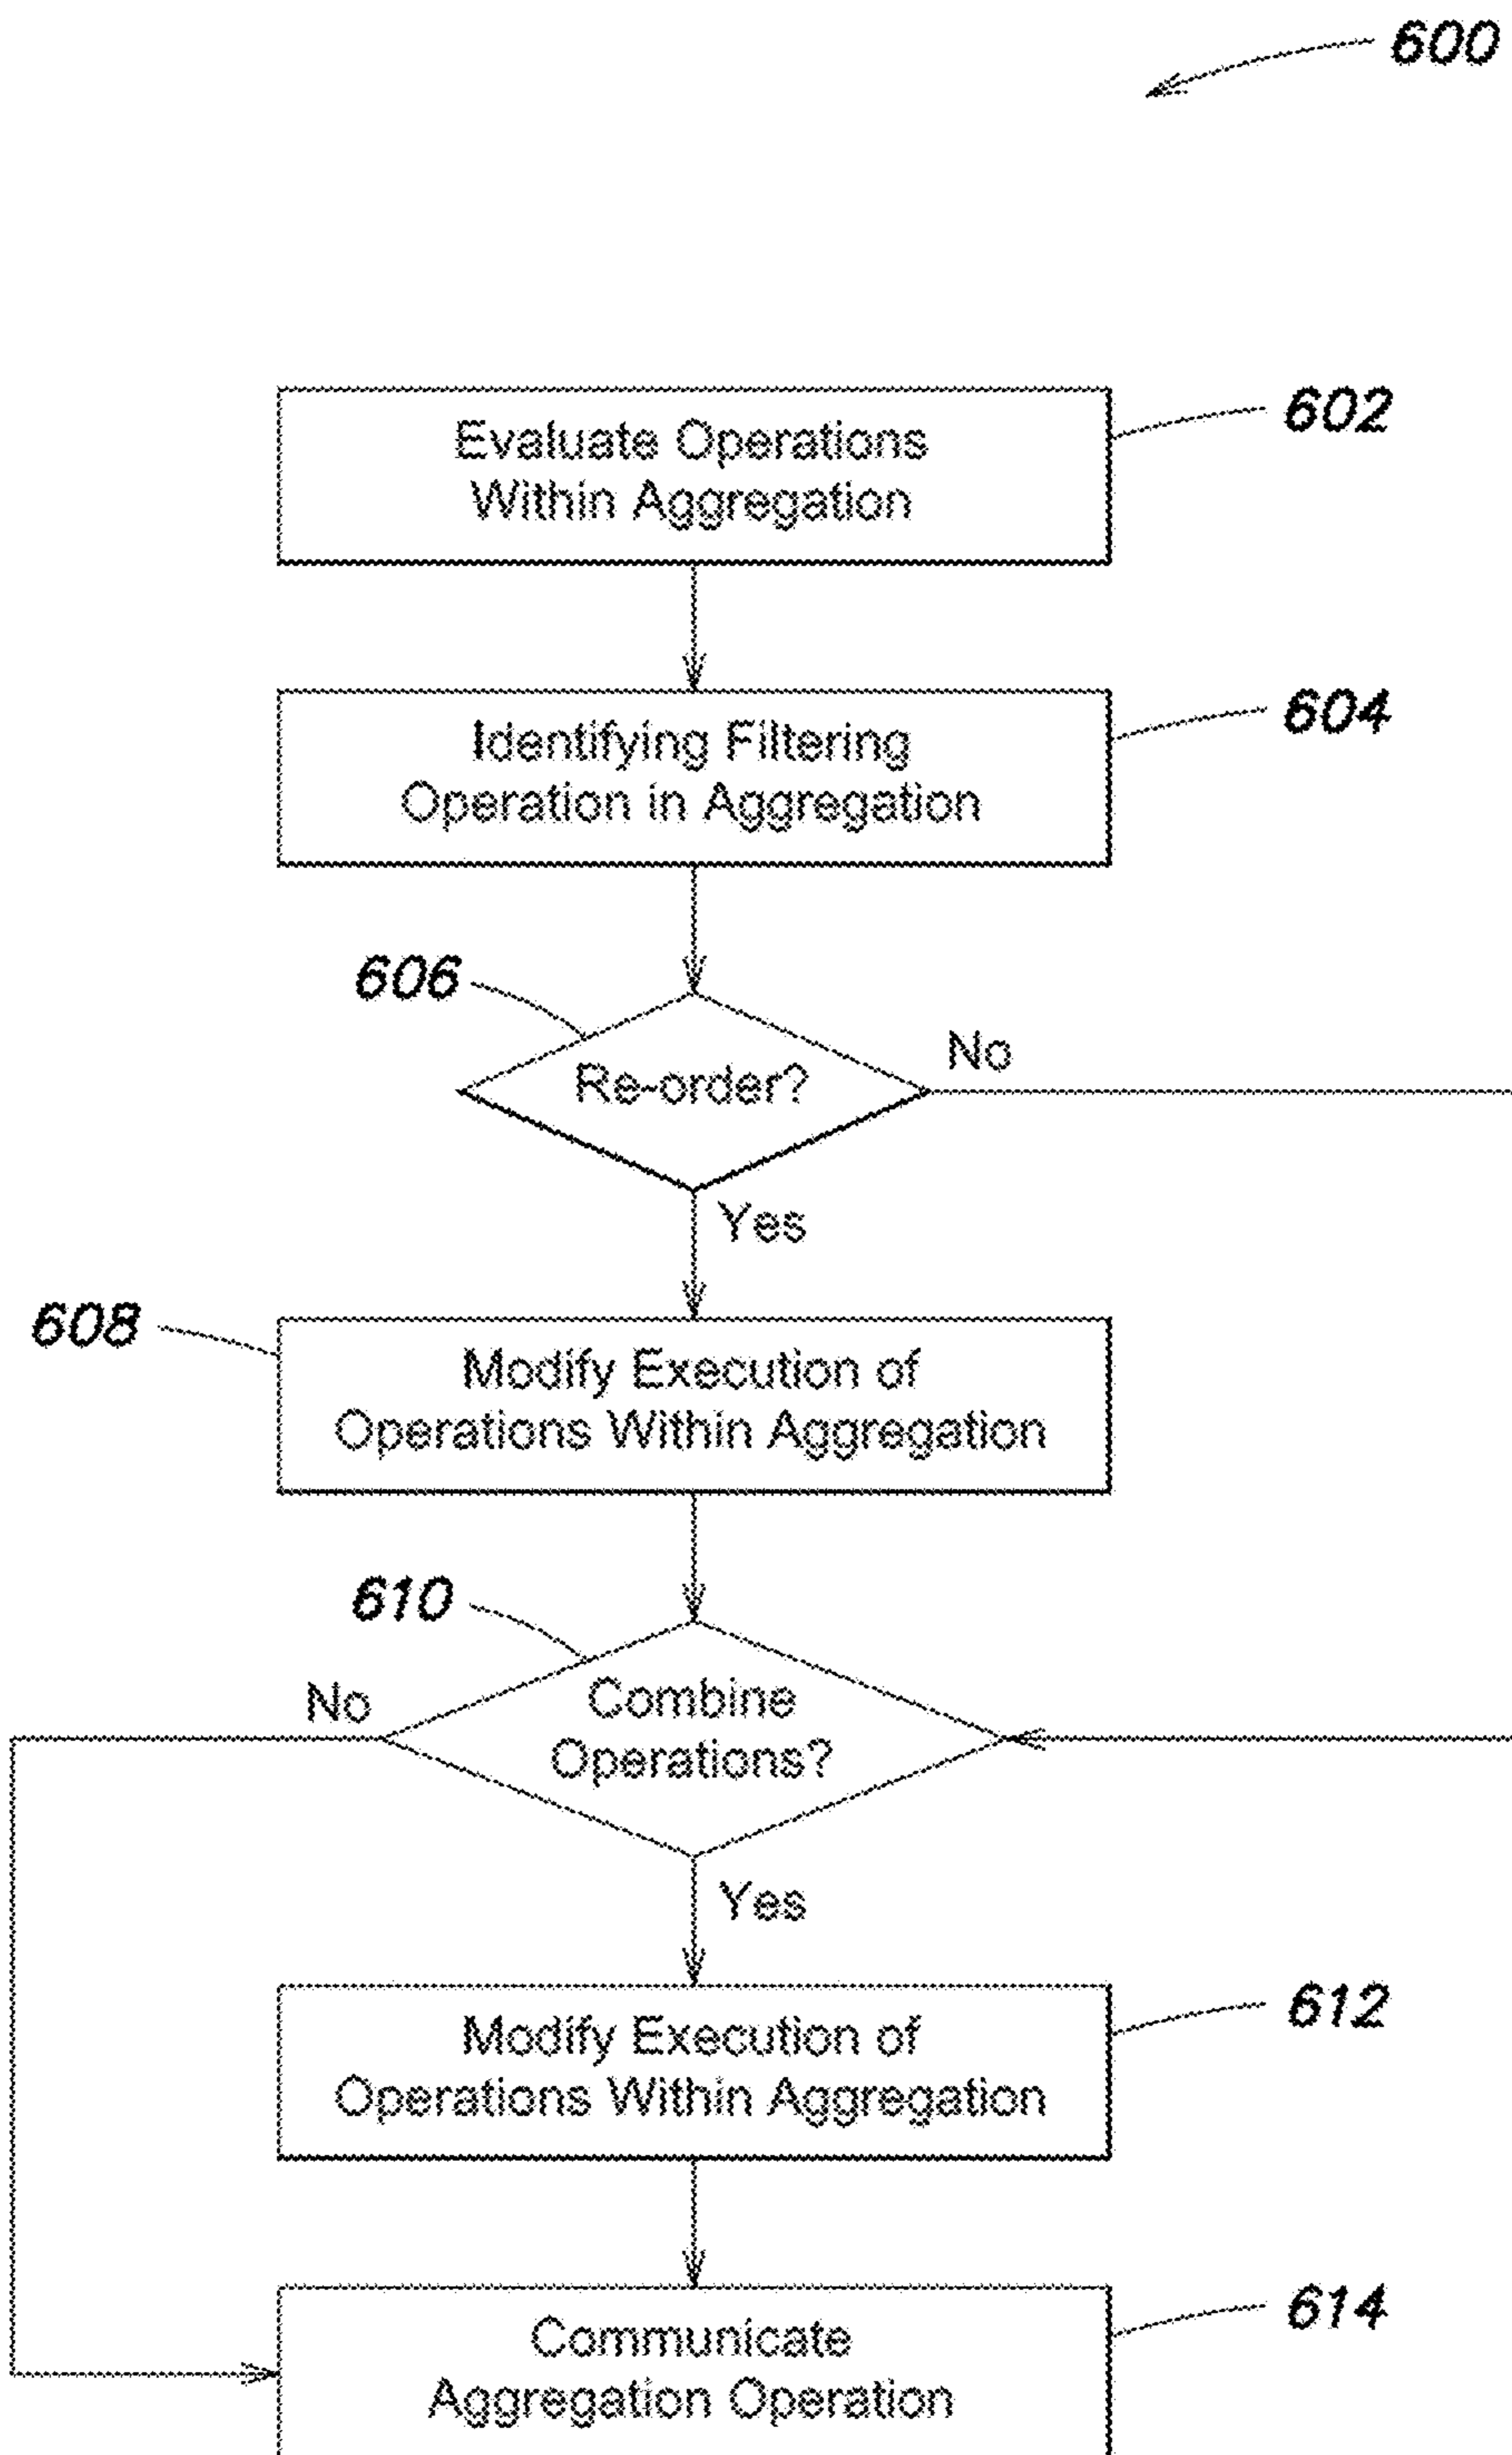 600
Evaluate Operations
Within Aggregation
602
Identifying Filtering
Operation in Aggregation
604
606
Re-order?
No
Yes
608
Modify Execution of
Operations Within Aggregation
610
No
Combine
Operations?
Yes
Modify Execution of
Operations Within Aggregation
612
Communicate
Aggregation Operation
614